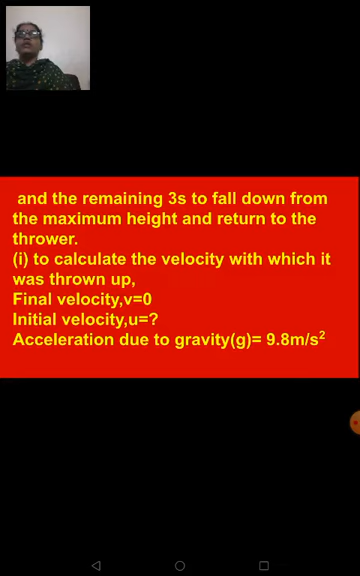 and the remaining 3s to fall down from
the maximum height and return to the
thrower.
(i) to calculate the velocity with which it
was thrown up,
Final velocity,v=0
Initial velocity,u=?
Acceleration due to gravity(g)= 9.8m/s²